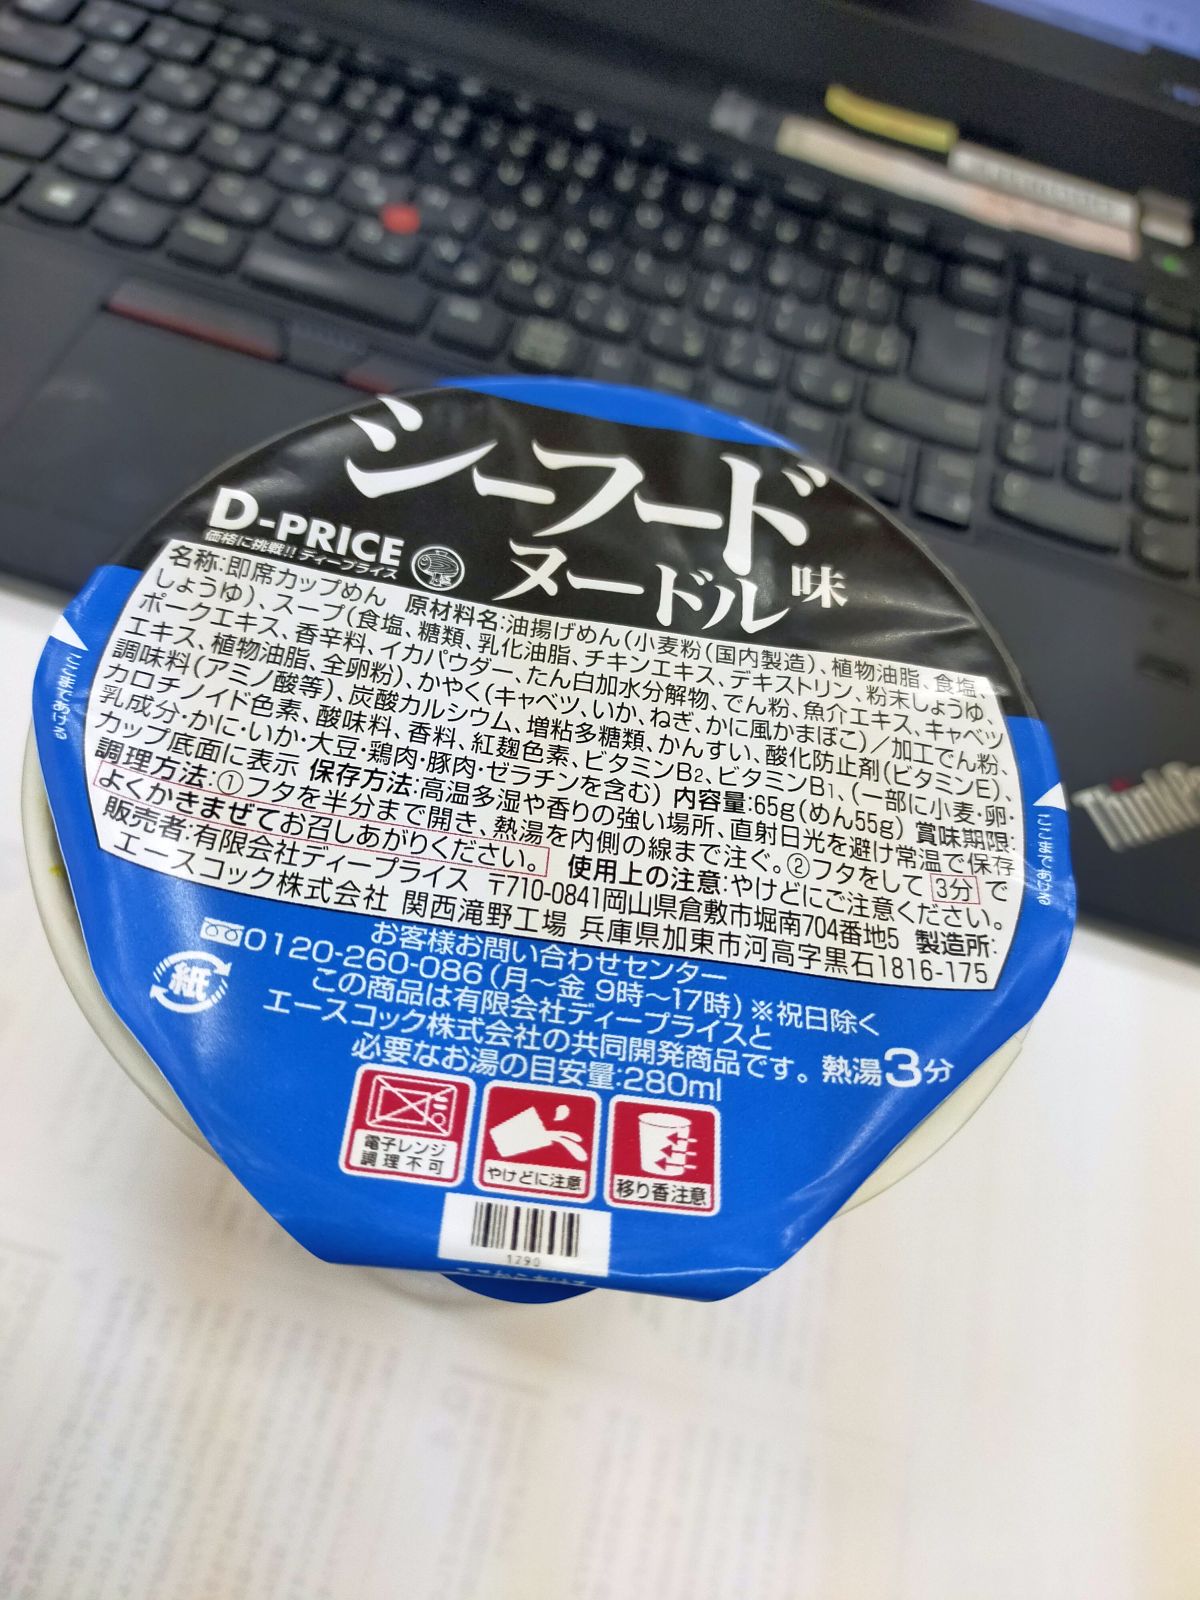 シーフード
ヌードル味
D-PRICE
価格に挑戦!! ディープライス
名称:即席カップめん 原材料名:油揚げめん(小麦粉(国内製造)、植物油脂、食塩、
しょうゆ)、スープ(食塩、糖類、乳化油脂、チキンエキス、デキストリン、粉末しょうゆ、
ポークエキス、香辛料、イカパウダー、たん白加水分解物、でん粉、魚介エキス、キャベツ
エキス、植物油脂、全卵粉)、かやく(キャベツ、いか、ねぎ、かに風かまぼこ)/加工でん粉、
調味料(アミノ酸等)、炭酸カルシウム、増粘多糖類、かんすい、酸化防止剤(ビタミンE)、
カロチノイド色素、酸味料、香料、紅麹色素、ビタミンB2、ビタミンB1、(一部に小麦・卵・
乳成分・かに・いか・大豆・鶏肉・豚肉・ゼラチンを含む) 内容量:65g(めん55g) 賞味期限:
カップ底面に表示 保存方法:高温多湿や香りの強い場所、直射日光を避け常温で保存
調理方法:①フタを半分まで開き、熱湯を内側の線まで注ぐ。②フタをして3分で
よくかきまぜてお召しあがりください。 使用上の注意:やけどにご注意ください。
販売者:有限会社ディープライス 〒710-0841岡山県倉敷市堀南704番地5 製造所:
エースコック株式会社 関西滝野工場 兵庫県加東市河高字黒石1816-175
ここまであける
ここまであける
お客様お問い合わせセンター
0120-260-086(月〜金 9時〜17時)※祝日除く
この商品は有限会社ディープライスと
エースコック株式会社の共同開発商品です。
必要なお湯の目安量:280ml
熱湯3分
紙
電子レンジ
調理不可
やけどに注意
移り香注意
1290